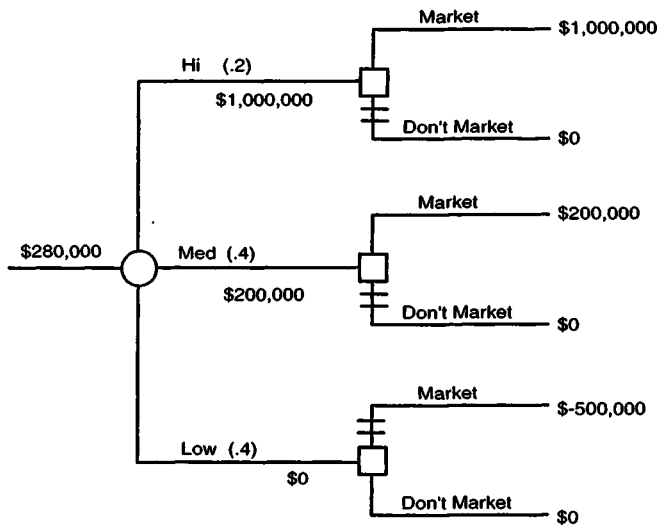 Market
$1,000,000
Hi (.2)
$1,000,000
Don't Market
$0
Market
$200,000
$280,000
Med (.4)
$200,000
Don't Market
$0
Market
$-500,000
Low (.4)
$0
Don't Market
$0